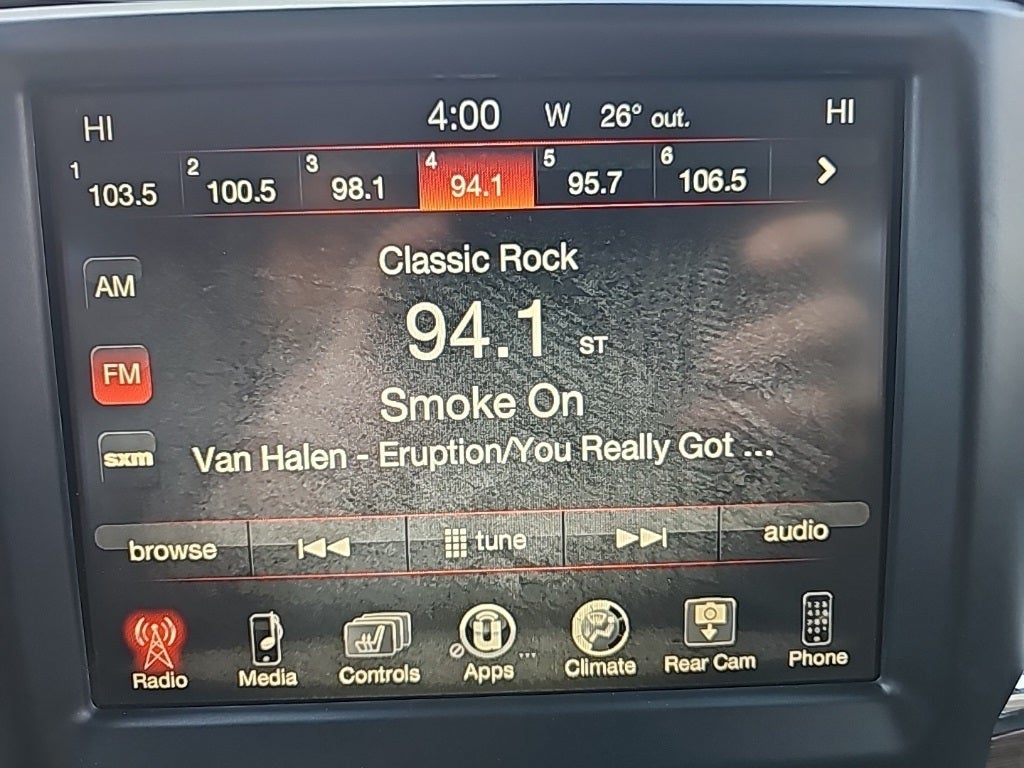 HI 4:00 W 26° out. HI
1 103.5 2 100.5 3 98.1 4 94.1 5 95.7 6 106.5
Classic Rock
AM
94.1 ST
FM
Smoke On
sxm
Van Halen - Eruption/You Really Got ...
browse tune audio
Radio Media Controls Apps ... Climate Rear Cam Phone